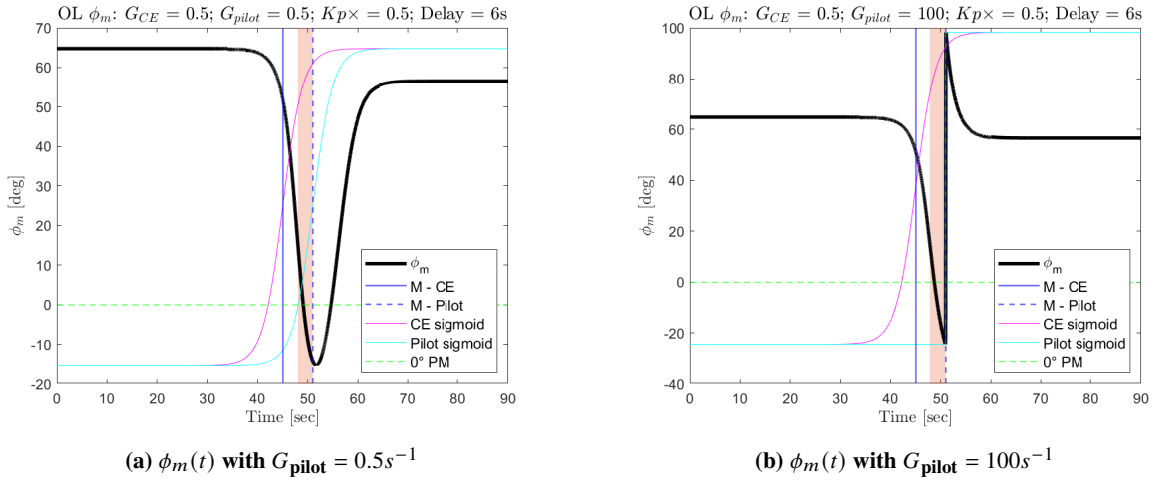 OL ϕm: GCE = 0.5; Gpilot = 0.5; Kp× = 0.5; Delay = 6s
70
60
50
40
30
20
10
0
-10
-20
ϕm [deg]
0 10 20 30 40 50 60 70 80 90
Time [sec]
ϕm
M - CE
M - Pilot
CE sigmoid
Pilot sigmoid
0° PM
(a) ϕm(t) with Gpilot = 0.5s⁻¹
OL ϕm: GCE = 0.5; Gpilot = 100; Kp× = 0.5; Delay = 6s
100
80
60
40
20
0
-20
-40
ϕm [deg]
0 10 20 30 40 50 60 70 80 90
Time [sec]
ϕm
M - CE
M - Pilot
CE sigmoid
Pilot sigmoid
0° PM
(b) ϕm(t) with Gpilot = 100s⁻¹